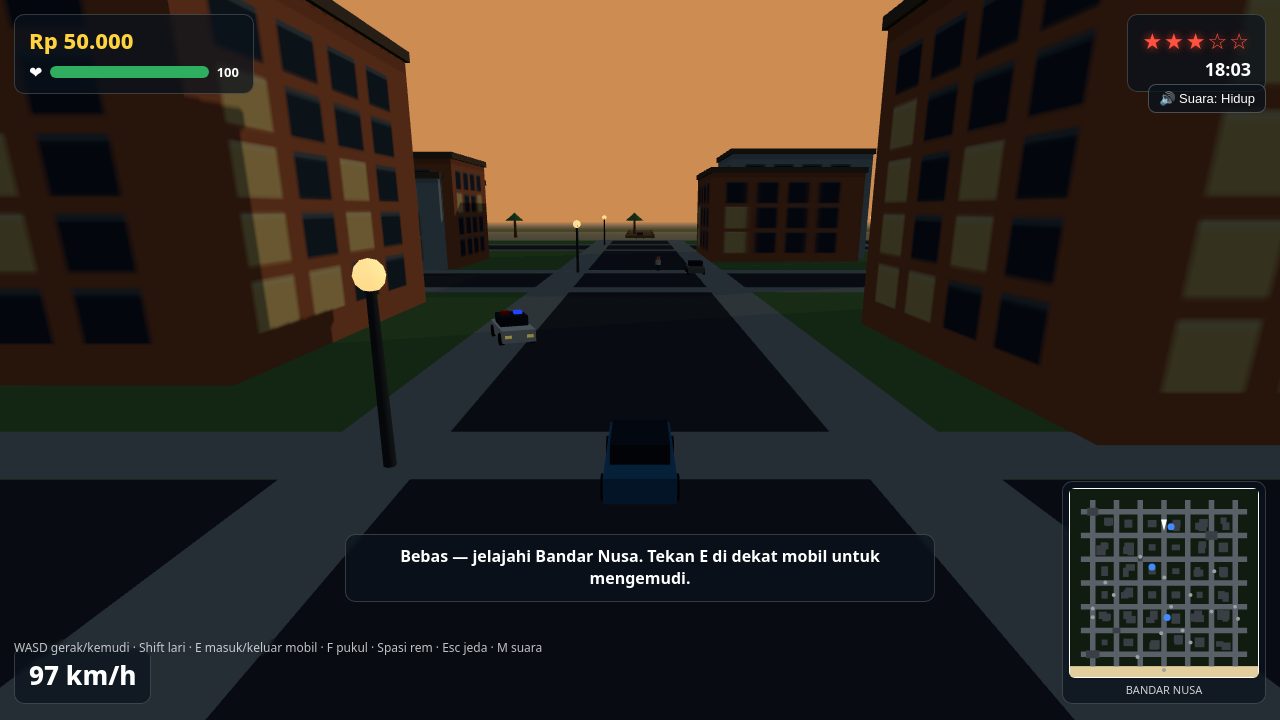 Rp 50.000
❤ 100
★★★☆☆
18:03
🔊 Suara: Hidup
Bebas — jelajahi Bandar Nusa. Tekan E di dekat mobil untuk
mengemudi.
WASD gerak/kemudi · Shift lari · E masuk/keluar mobil · F pukul · Spasi rem · Esc jeda · M suara
97 km/h
BANDAR NUSA